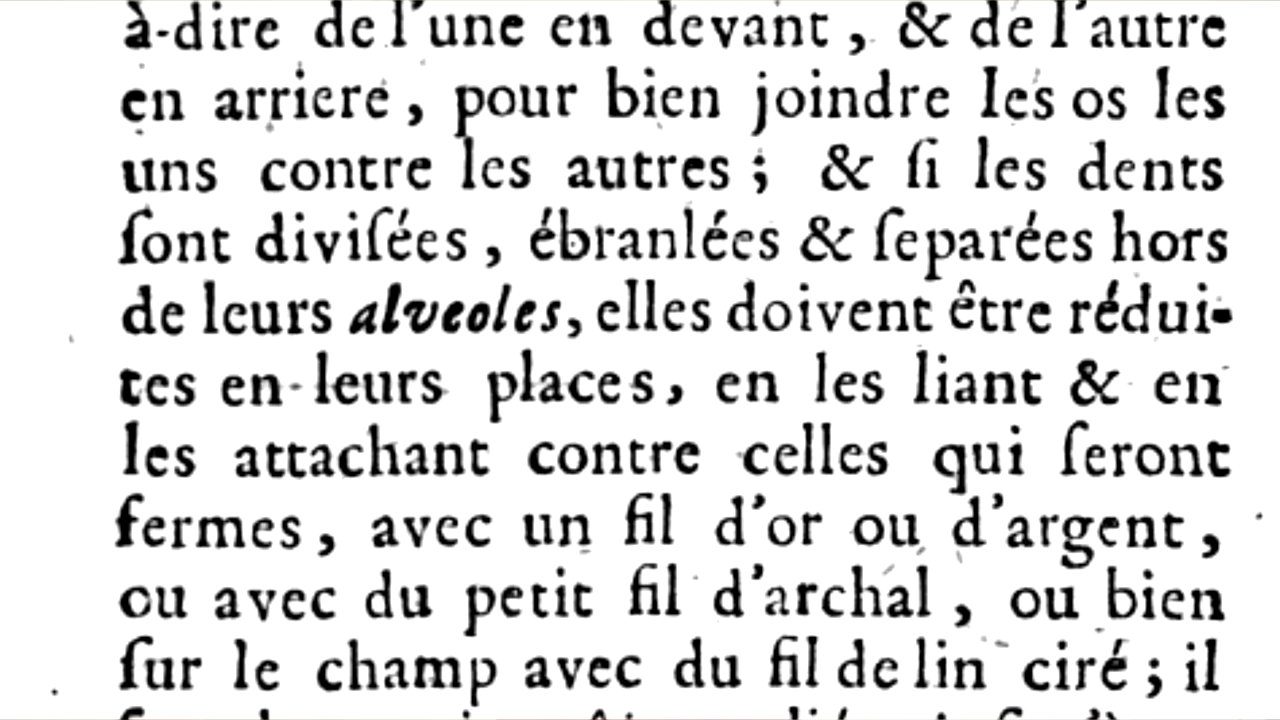 à-dire de l'une en devant, & de l'autre
en arriere, pour bien joindre les os les
uns contre les autres; & ſi les dents
ſont diviſées, ébranlées & ſeparées hors
de leurs alveoles, elles doivent être rédui-
tes en leurs places, en les liant & en
les attachant contre celles qui ſeront
fermes, avec un fil d'or ou d'argent,
ou avec du petit fil d'archal, ou bien
ſur le champ avec du fil de lin ciré; il